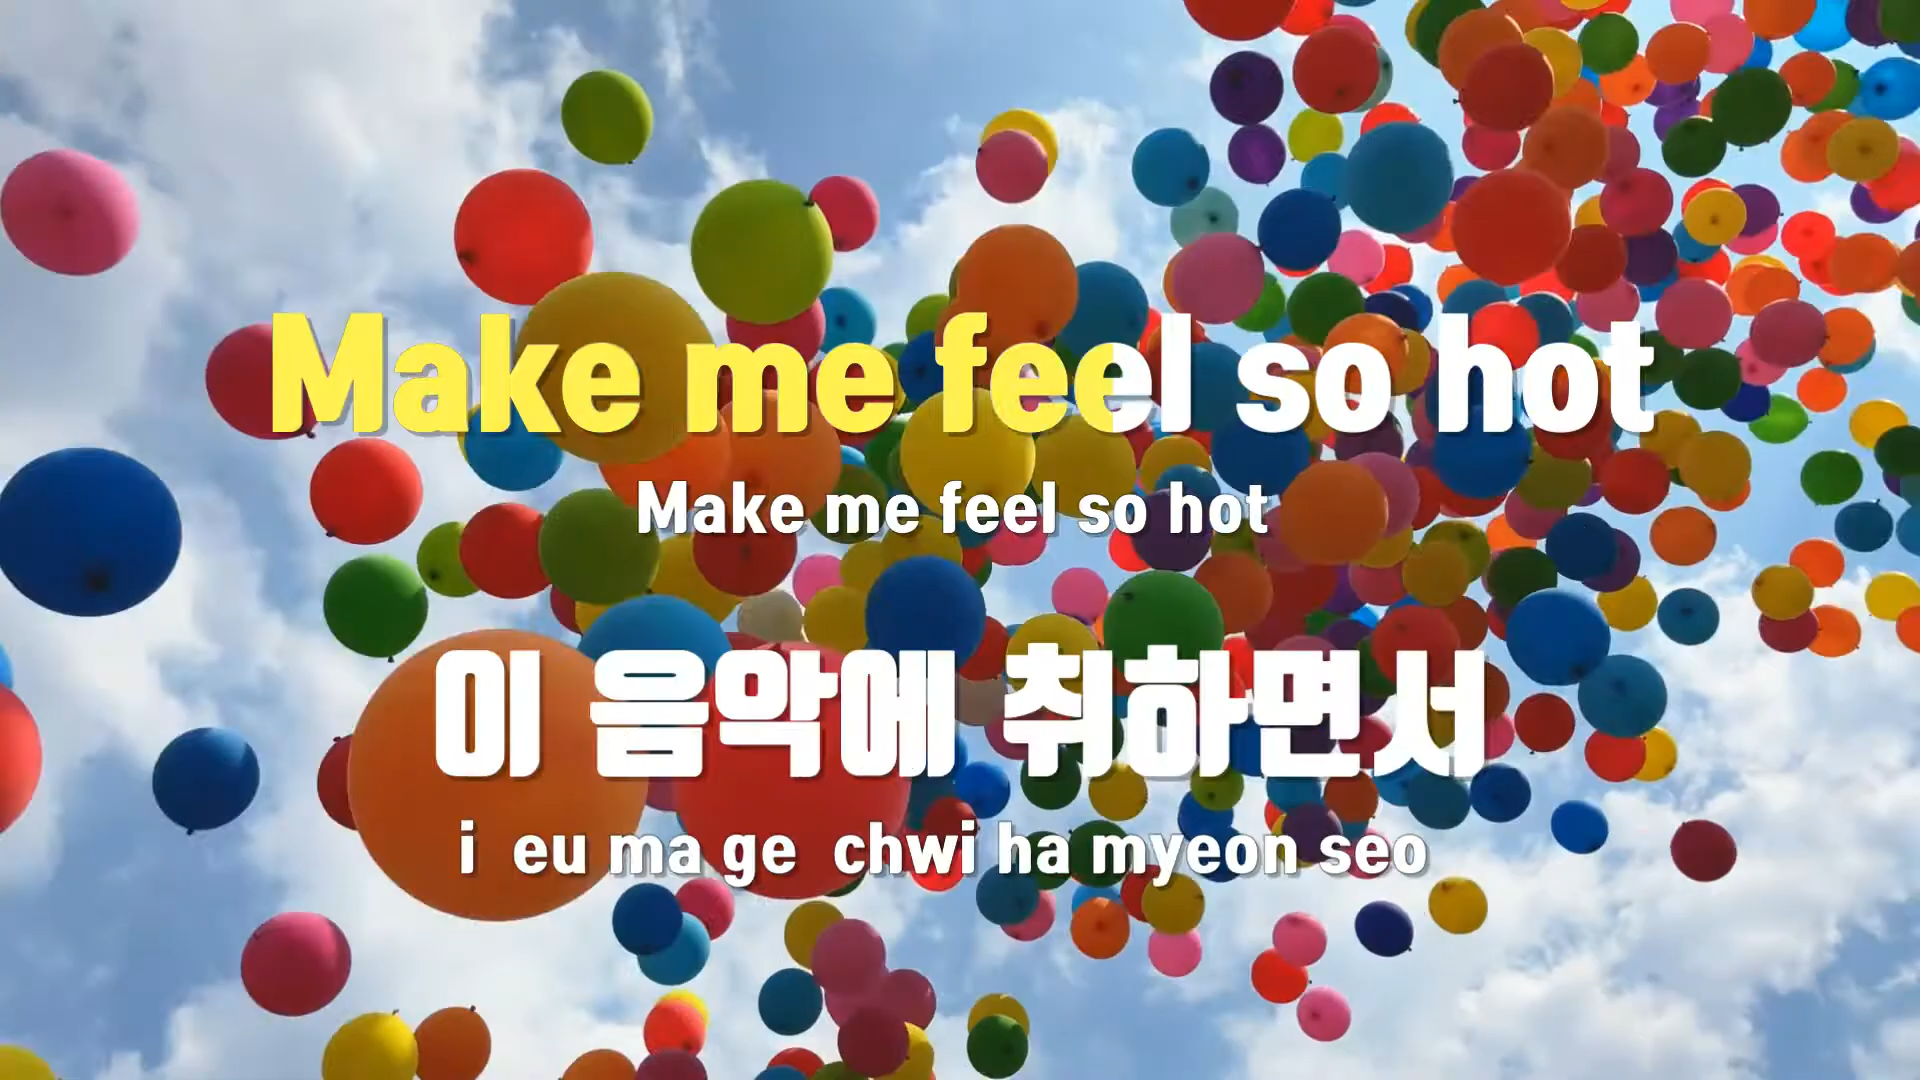 Make me feel so hot
Make me feel so hot
이 음악에 취하면서
i eu ma ge chwi ha myeon seo